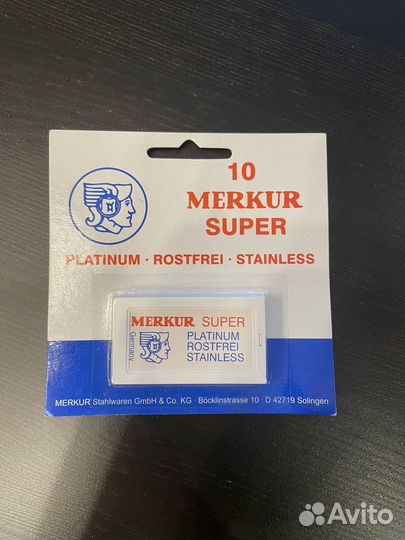 10
MERKUR
SUPER
PLATINUM · ROSTFREI · STAINLESS
MERKUR SUPER
Germany
PLATINUM
ROSTFREI
STAINLESS
MERKUR Stahlwaren GmbH & Co. KG · Böcklinstrasse 10 · D 42719 Solingen
Avito